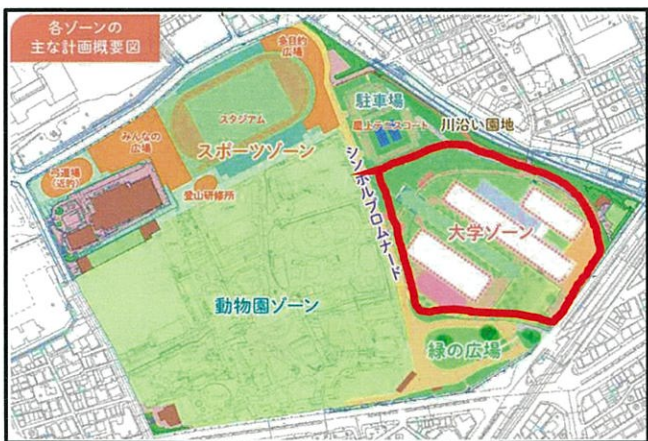 各ゾーンの
主な計画概要図
多目的
広場
スタジアム
駐車場
屋上テニスコート
川沿い園地
みんなの
広場
スポーツゾーン
弓道場
(近的)
登山研修所
シンボルプロムナード
大学ゾーン
動物園ゾーン
緑の広場